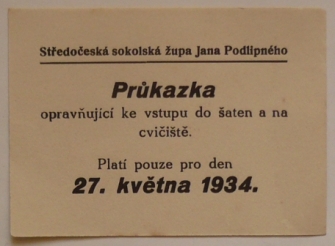 Středočeská sokolská župa Jana Podlipného
Průkazka
opravňující ke vstupu do šaten a na
cvičiště.
Platí pouze pro den
27. května 1934.